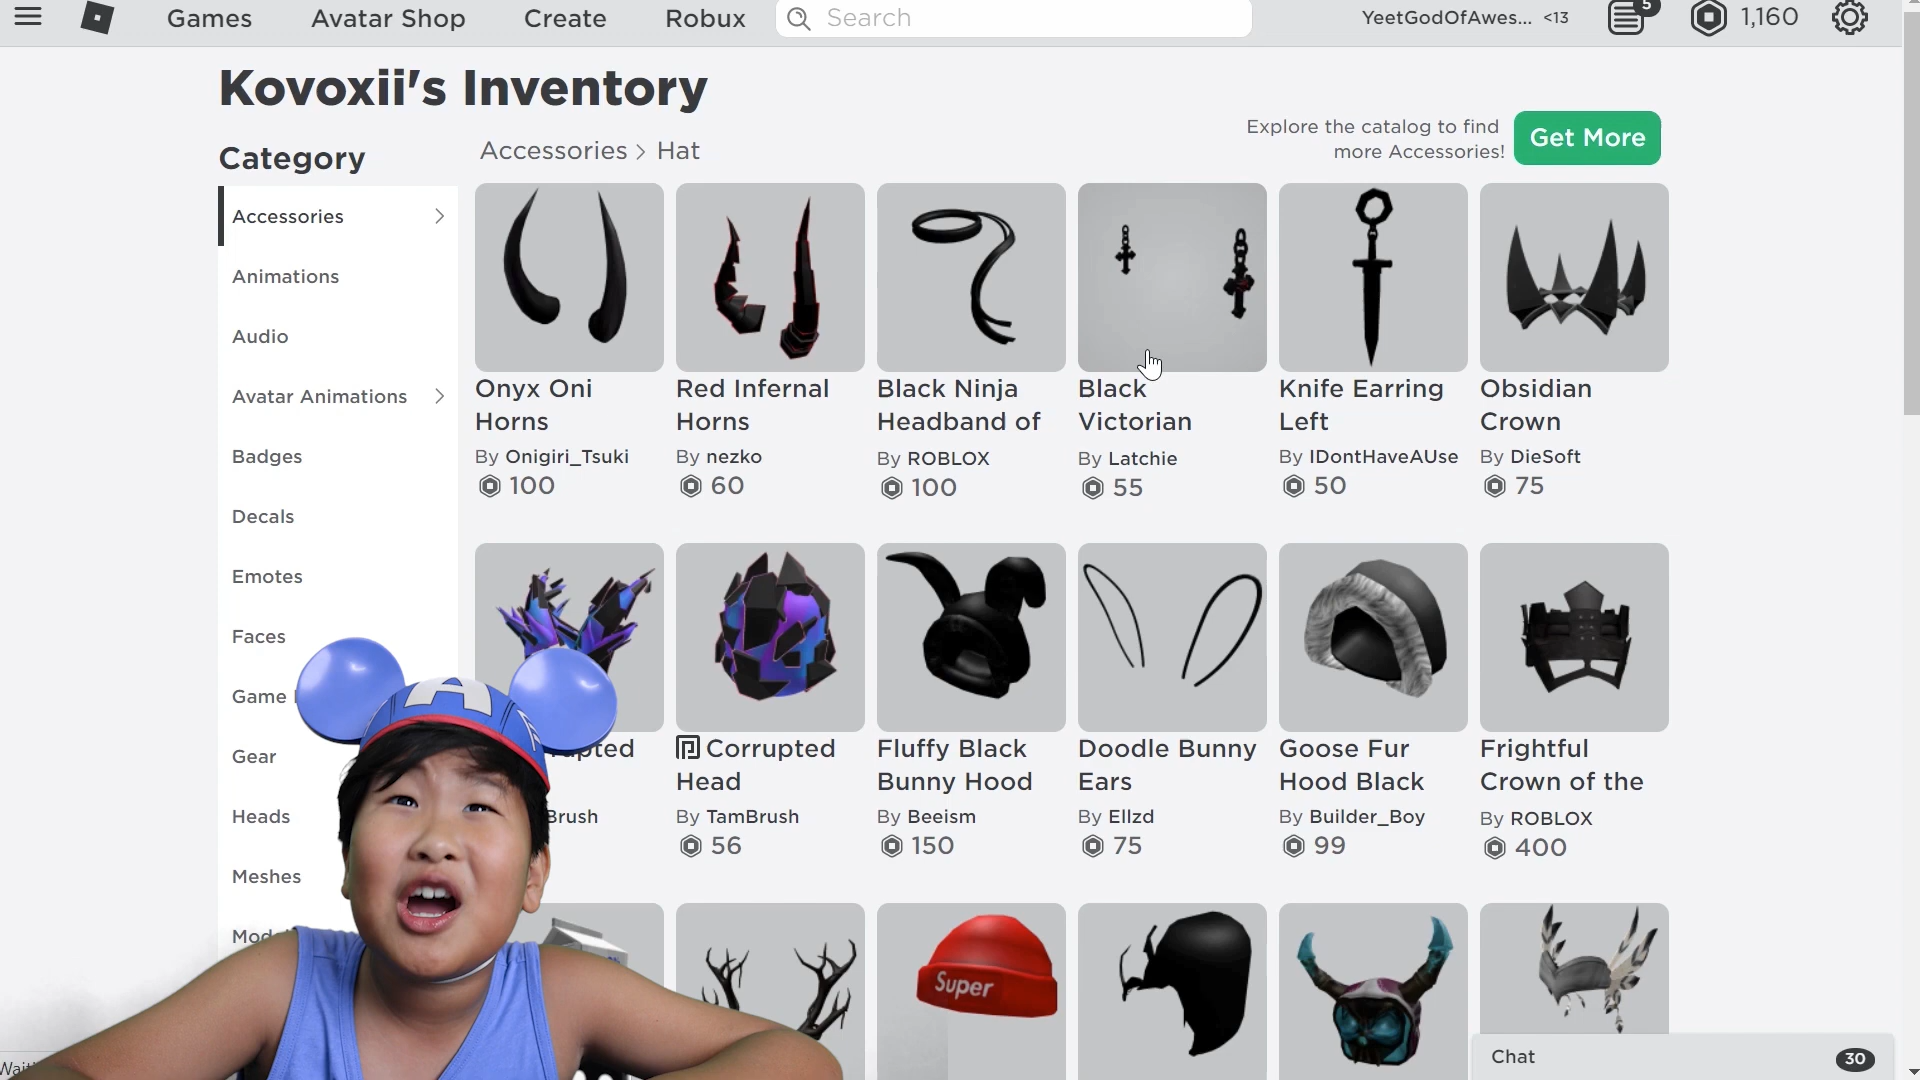 Games
Avatar Shop
Create
Robux
Search
YeetGodOfAwes...
<13
5
1,160
Kovoxii's Inventory
Category
Accessories > Hat
Explore the catalog to find
more Accessories!
Get More
Accessories
Animations
Audio
Avatar Animations
Badges
Decals
Emotes
Faces
Game
Gear
Heads
Meshes
Onyx Oni
Horns
By Onigiri_Tsuki
100
Red Infernal
Horns
By nezko
60
Black Ninja
Headband of
By ROBLOX
100
Black
Victorian
By Latchie
55
Knife Earring
Left
By IDontHaveAUse
50
Obsidian
Crown
By DieSoft
75
Corrupted
Head
By TamBrush
56
Fluffy Black
Bunny Hood
By Beeism
150
Doodle Bunny
Ears
By Ellzd
75
Goose Fur
Hood Black
By Builder_Boy
99
Frightful
Crown of the
By ROBLOX
400
A
Super
Chat
30